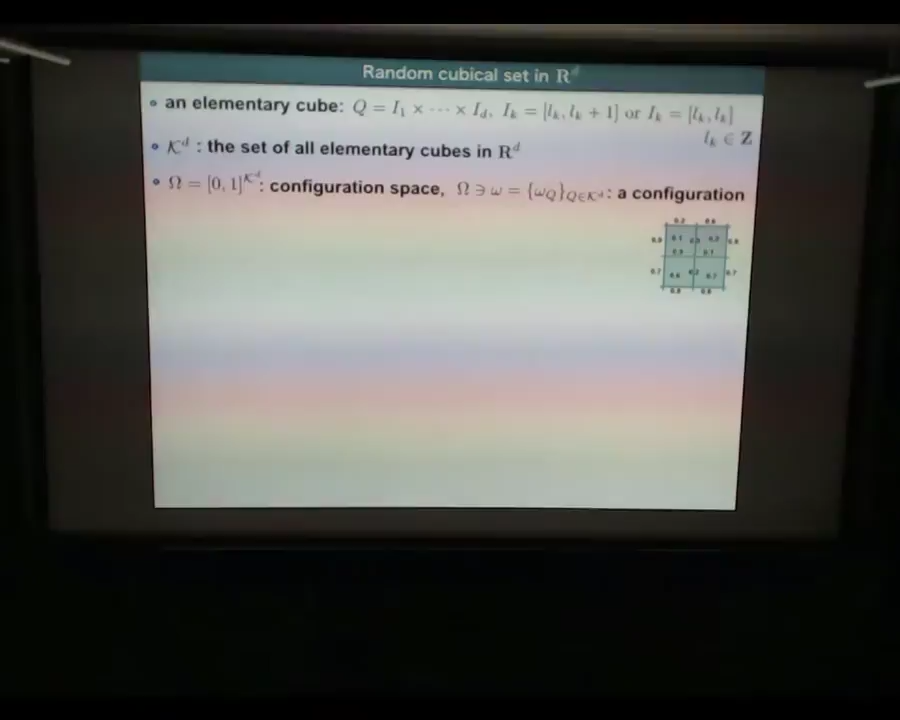 Random cubical set in R^d
• an elementary cube: Q = I_1 × ⋯ × I_d, I_k = [l_k, l_k + 1] or I_k = [l_k, l_k]
l_k ∈ Z
• K^d : the set of all elementary cubes in R^d
• Ω = [0, 1]^{K^d}: configuration space, Ω ∋ ω = {ω_Q}_{Q∈K^d}: a configuration